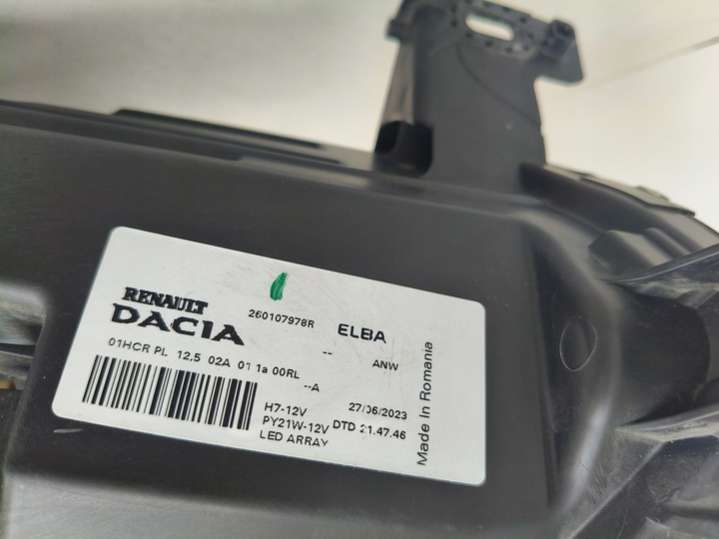 RENAULT
DACIA
260107978R
ELBA
--
ANW
01HCR PL 12.5 02A 01 1a 00RL
--A
H7-12V
27/06/2023
PY21W-12V
DTD 21.47.46
LED ARRAY
Made In Romania